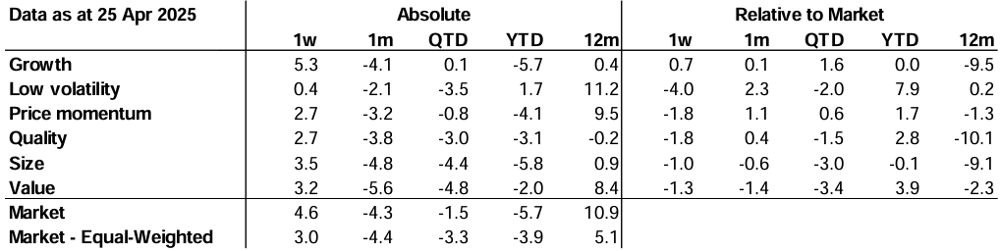 Data as at 25 Apr 2025 Absolute Relative to Market
1w 1m QTD YTD 12m 1w 1m QTD YTD 12m
Growth 5.3 -4.1 0.1 -5.7 0.4 0.7 0.1 1.6 0.0 -9.5
Low volatility 0.4 -2.1 -3.5 1.7 11.2 -4.0 2.3 -2.0 7.9 0.2
Price momentum 2.7 -3.2 -0.8 -4.1 9.5 -1.8 1.1 0.6 1.7 -1.3
Quality 2.7 -3.8 -3.0 -3.1 -0.2 -1.8 0.4 -1.5 2.8 -10.1
Size 3.5 -4.8 -4.4 -5.8 0.9 -1.0 -0.6 -3.0 -0.1 -9.1
Value 3.2 -5.6 -4.8 -2.0 8.4 -1.3 -1.4 -3.4 3.9 -2.3
Market 4.6 -4.3 -1.5 -5.7 10.9
Market - Equal-Weighted 3.0 -4.4 -3.3 -3.9 5.1